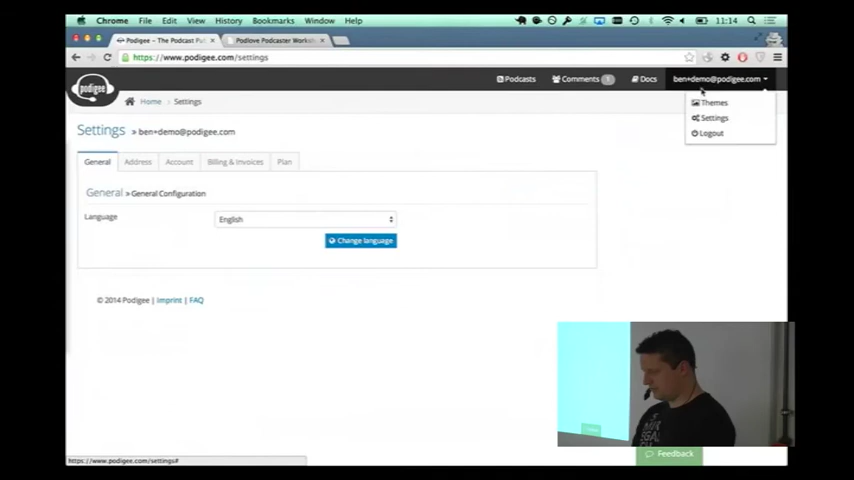 Chrome File Edit View History Bookmarks Window Help 11:14
Podigee – The Podcast Pu Podlove Podcaster Worksh
https://www.podigee.com/settings
podigee Podcasts Comments 1 Docs ben+demo@podigee.com
Home Settings
Themes
Settings
Logout
Settings » ben+demo@podigee.com
General Address Account Billing & Invoices Plan
General » General Configuration
Language English
Change language
© 2014 Podigee | Imprint | FAQ
Feedback
https://www.podigee.com/settings#